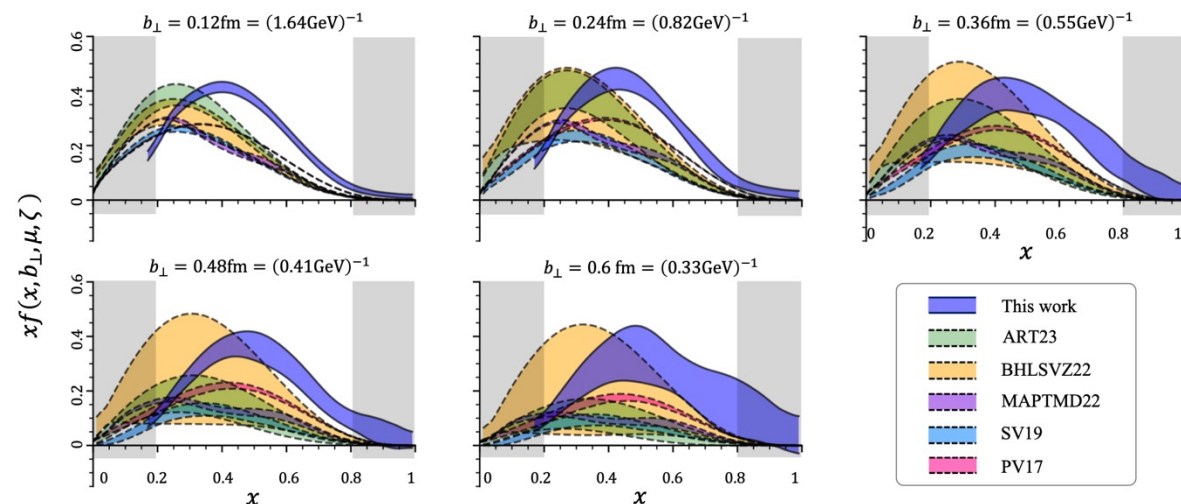 b⊥ = 0.12fm = (1.64GeV)⁻¹
b⊥ = 0.24fm = (0.82GeV)⁻¹
b⊥ = 0.36fm = (0.55GeV)⁻¹
xf(x, b⊥, μ, ζ)
0.6
0.4
0.2
0
0 0.2 0.4 0.6 0.8 1
x
b⊥ = 0.48fm = (0.41GeV)⁻¹
b⊥ = 0.6 fm = (0.33GeV)⁻¹
0.6
0.4
0.2
0
0 0.2 0.4 0.6 0.8 1
0 0.2 0.4 0.6 0.8 1
x
x
This work
ART23
BHLSVZ22
MAPTMD22
SV19
PV17